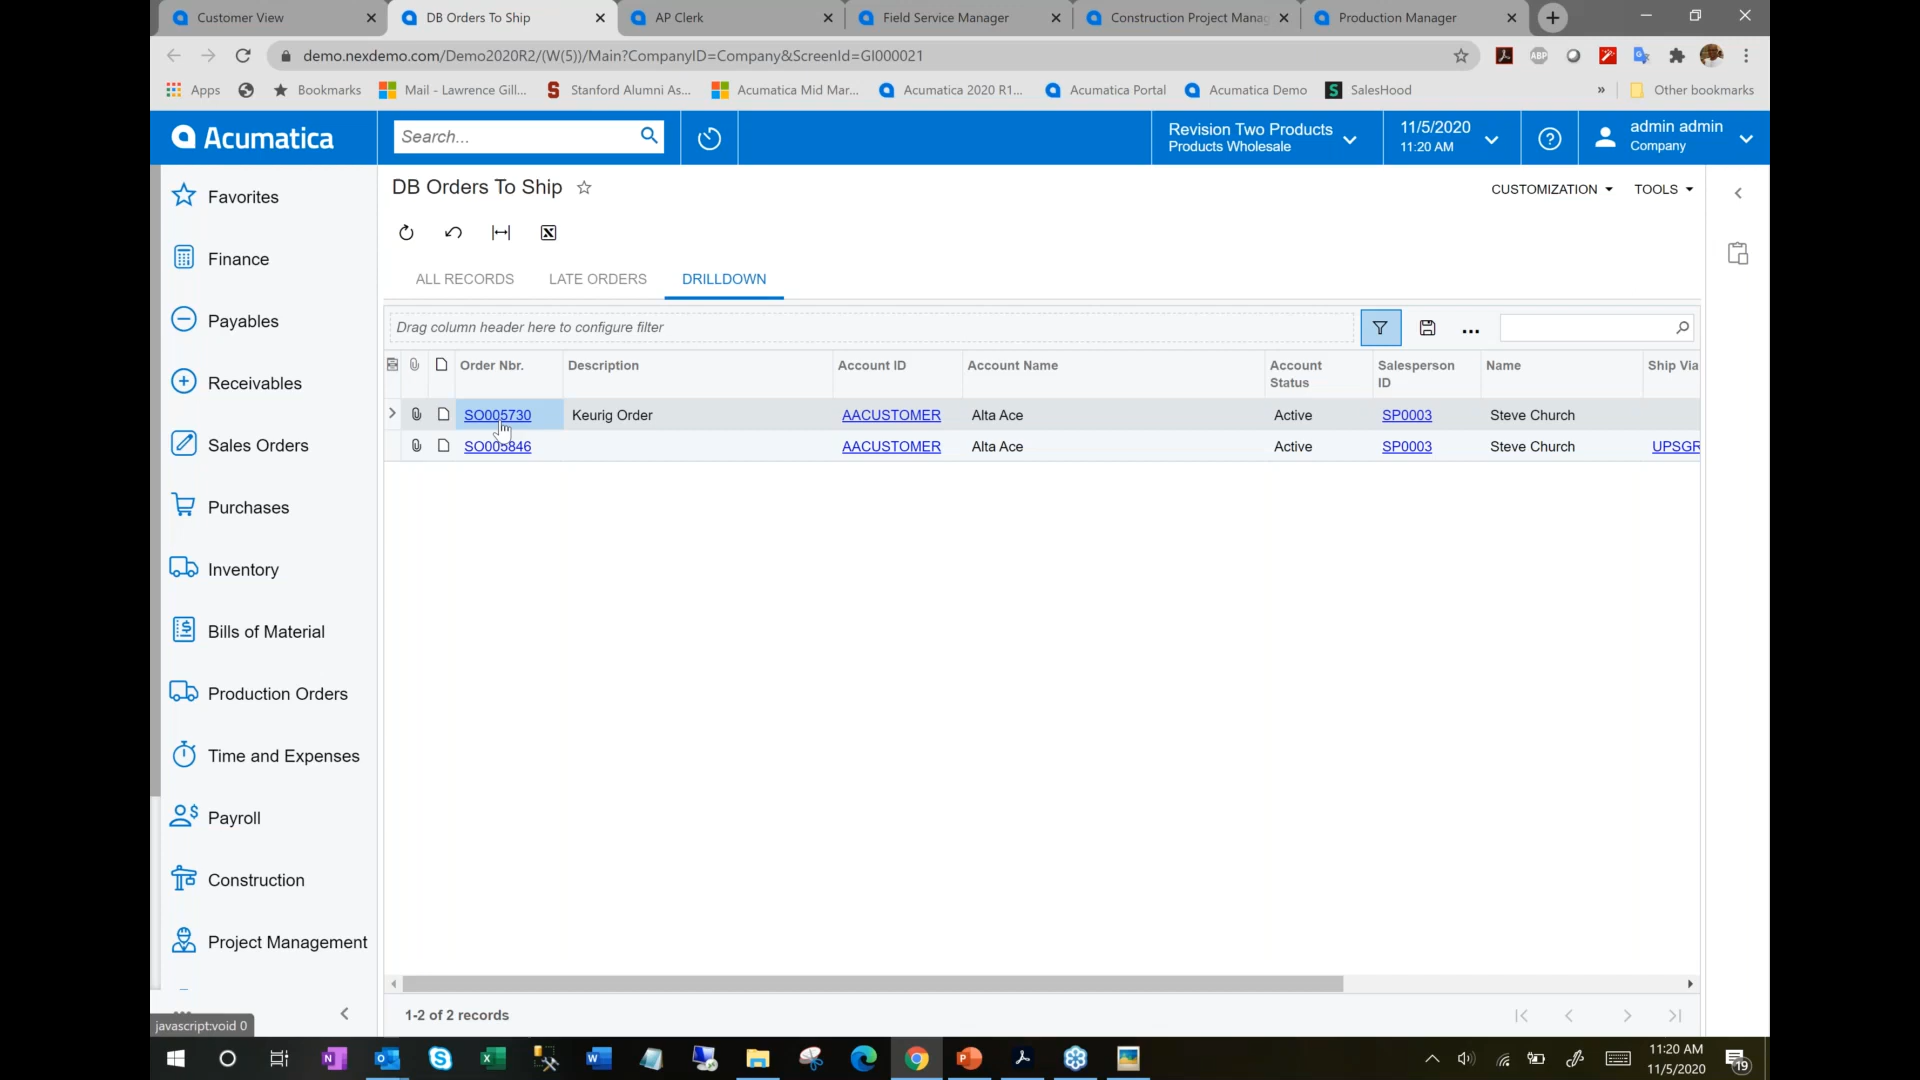 Customer View
DB Orders To Ship
AP Clerk
Field Service Manager
Construction Project Manag
Production Manager
demo.nexdemo.com/Demo2020R2/(W(5))/Main?CompanyID=Company&ScreenId=GI000021
Apps
Bookmarks
Mail - Lawrence Gill...
Stanford Alumni As...
Acumatica Mid Mar...
Acumatica 2020 R1...
Acumatica Portal
Acumatica Demo
SalesHood
»
Other bookmarks
Acumatica
Search...
Revision Two Products
Products Wholesale
11/5/2020
11:20 AM
admin admin
Company
Favorites
Finance
Payables
Receivables
Sales Orders
Purchases
Inventory
Bills of Material
Production Orders
Time and Expenses
Payroll
Construction
Project Management
javascript:void 0
DB Orders To Ship
CUSTOMIZATION
TOOLS
ALL RECORDS
LATE ORDERS
DRILLDOWN
Drag column header here to configure filter
Order Nbr. Description Account ID Account Name Account Status Salesperson ID Name Ship Via
SO005730 Keurig Order AACUSTOMER Alta Ace Active SP0003 Steve Church
SO005846 AACUSTOMER Alta Ace Active SP0003 Steve Church UPSGR
1-2 of 2 records
11:20 AM
11/5/2020
19